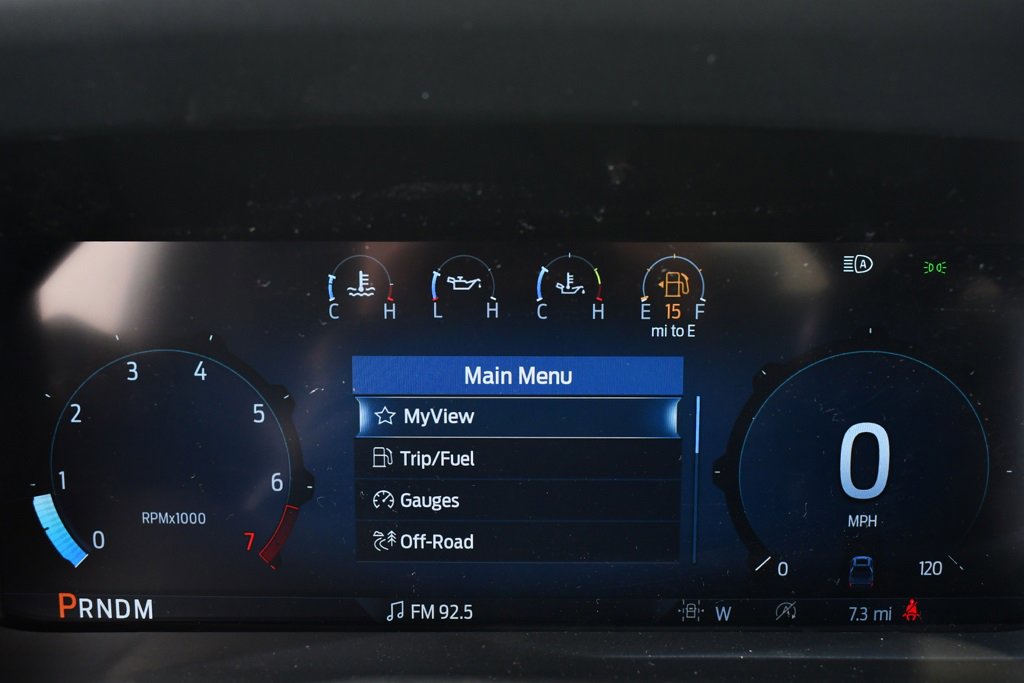 A
C H
L H
C H
E 15 F
mi to E
Main Menu
MyView
Trip/Fuel
Gauges
Off-Road
0
1
2
3
4
5
6
7
RPMx1000
0
MPH
0 120
PRNDM
FM 92.5
W
7.3 mi